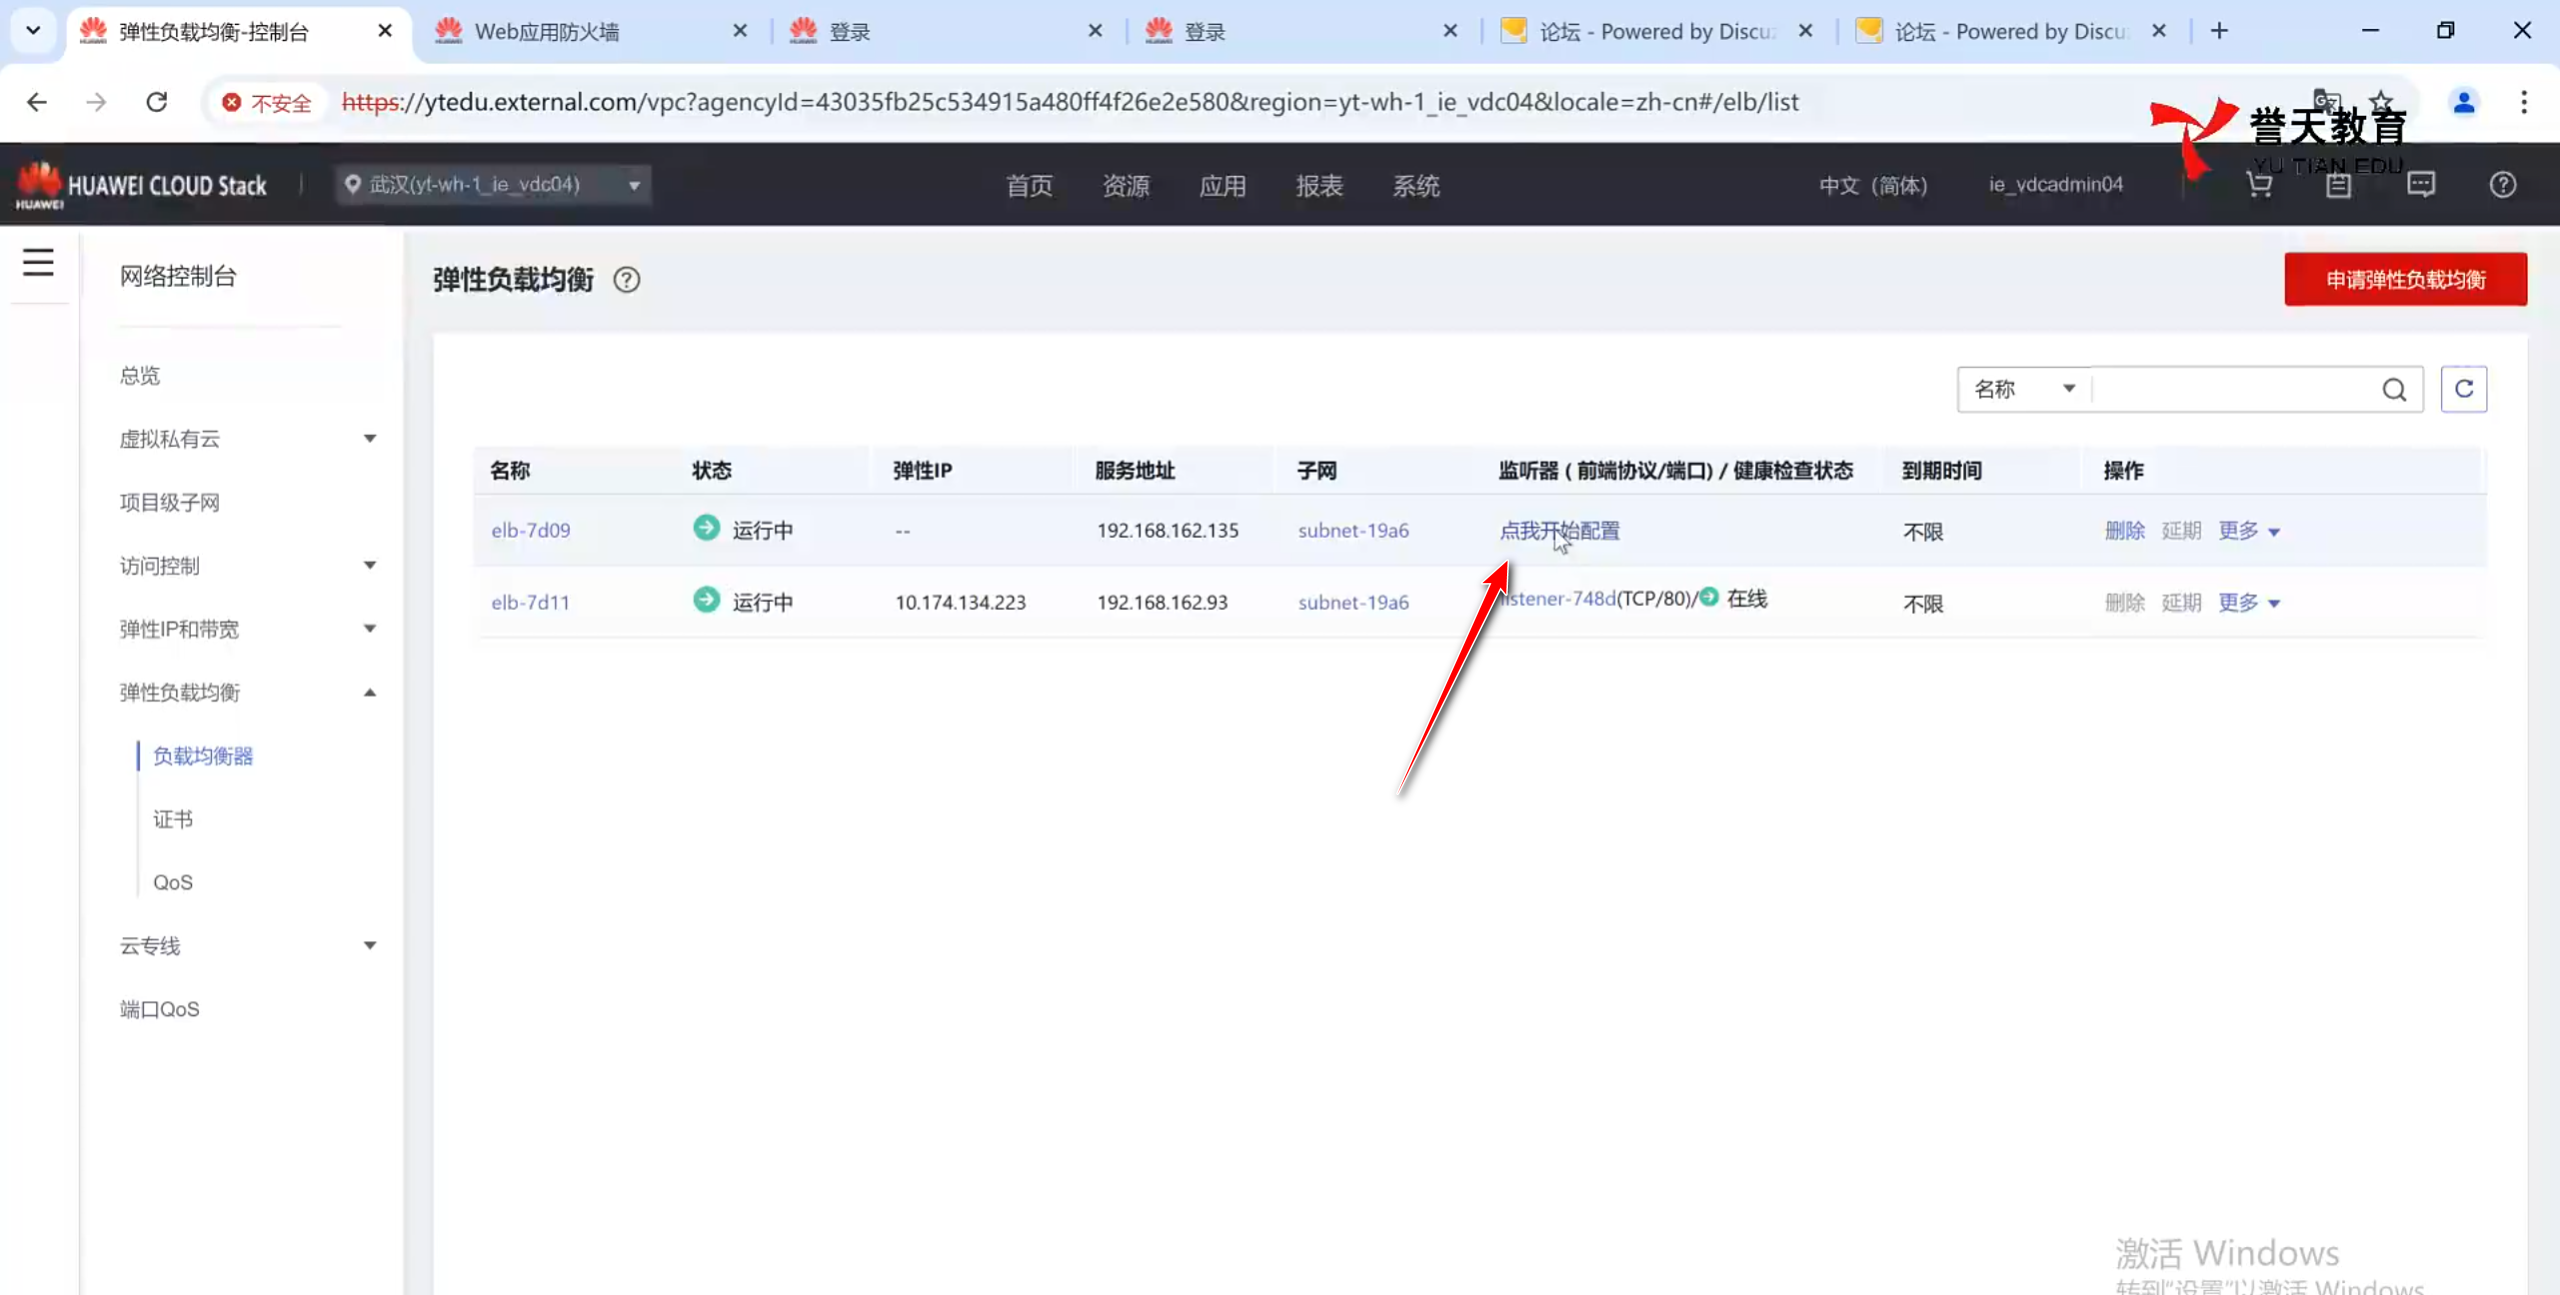 弹性负载均衡-控制台
Web应用防火墙
登录
登录
论坛 - Powered by Discuz
论坛 - Powered by Discu
不安全
https://ytedu.external.com/vpc?agencyId=43035fb25c534915a480ff4f26e2e580&region=yt-wh-1_ie_vdc04&locale=zh-cn#/elb/list
誉天教育
YU TIAN EDU
HUAWEI
HUAWEI CLOUD Stack
武汉(yt-wh-1_ie_vdc04)
首页
资源
应用
报表
系统
中文（简体）
ie_vdcadmin04
网络控制台
弹性负载均衡
申请弹性负载均衡
总览
虚拟私有云
项目级子网
访问控制
弹性IP和带宽
弹性负载均衡
负载均衡器
证书
QoS
云专线
端口QoS
名称
名称 状态 弹性IP 服务地址 子网 监听器 ( 前端协议/端口) / 健康检查状态 到期时间 操作
elb-7d09 运行中 -- 192.168.162.135 subnet-19a6 点我开始配置 不限 删除 延期 更多
elb-7d11 运行中 10.174.134.223 192.168.162.93 subnet-19a6 listener-748d(TCP/80)/ 在线 不限 删除 延期 更多
激活 Windows
转到"设置"以激活 Windows